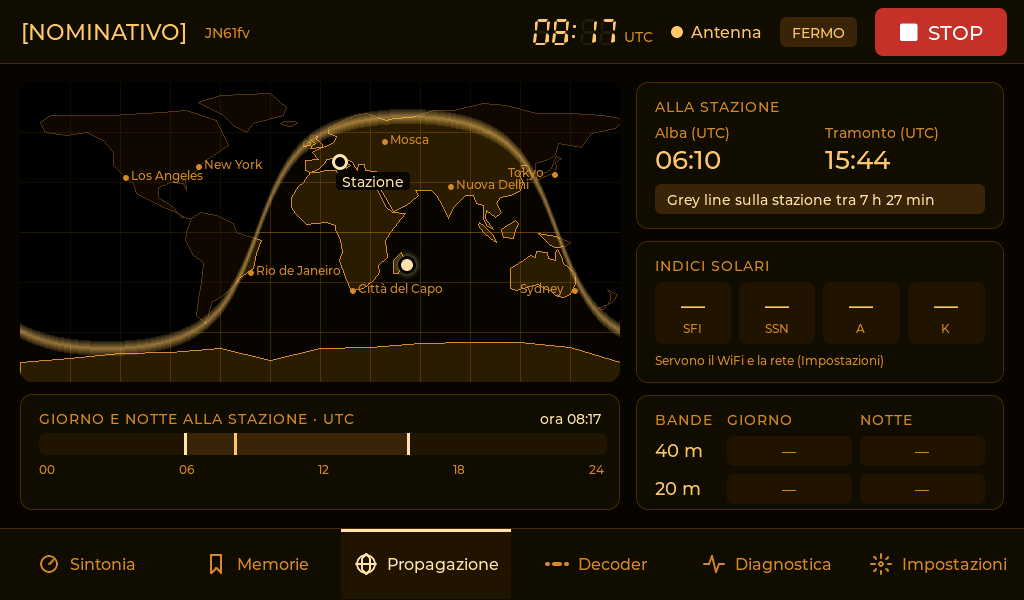 [NOMINATIVO] JN61fv 08:17 UTC Antenna FERMO STOP
Mosca
New York
Los Angeles
Stazione
Tokyo
Nuova Delhi
Rio de Janeiro
Città del Capo
Sydney
ALLA STAZIONE
Alba (UTC) Tramonto (UTC)
06:10 15:44
Grey line sulla stazione tra 7 h 27 min
INDICI SOLARI
— — — —
SFI SSN A K
Servono il WiFi e la rete (Impostazioni)
GIORNO E NOTTE ALLA STAZIONE · UTC ora 08:17
00 06 12 18 24
BANDE GIORNO NOTTE
40 m — —
20 m — —
Sintonia Memorie Propagazione Decoder Diagnostica Impostazioni